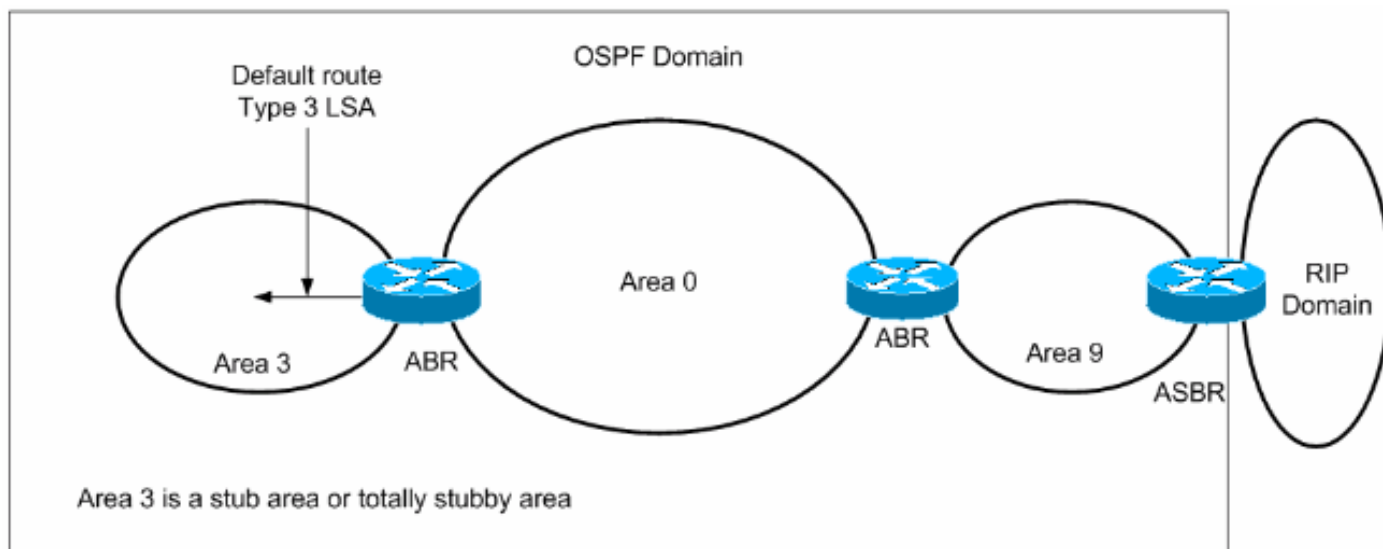 OSPF Domain
Default route
Type 3 LSA
Area 0
RIP
Domain
Area 3
ABR
ABR
Area 9
ASBR
Area 3 is a stub area or totally stubby area